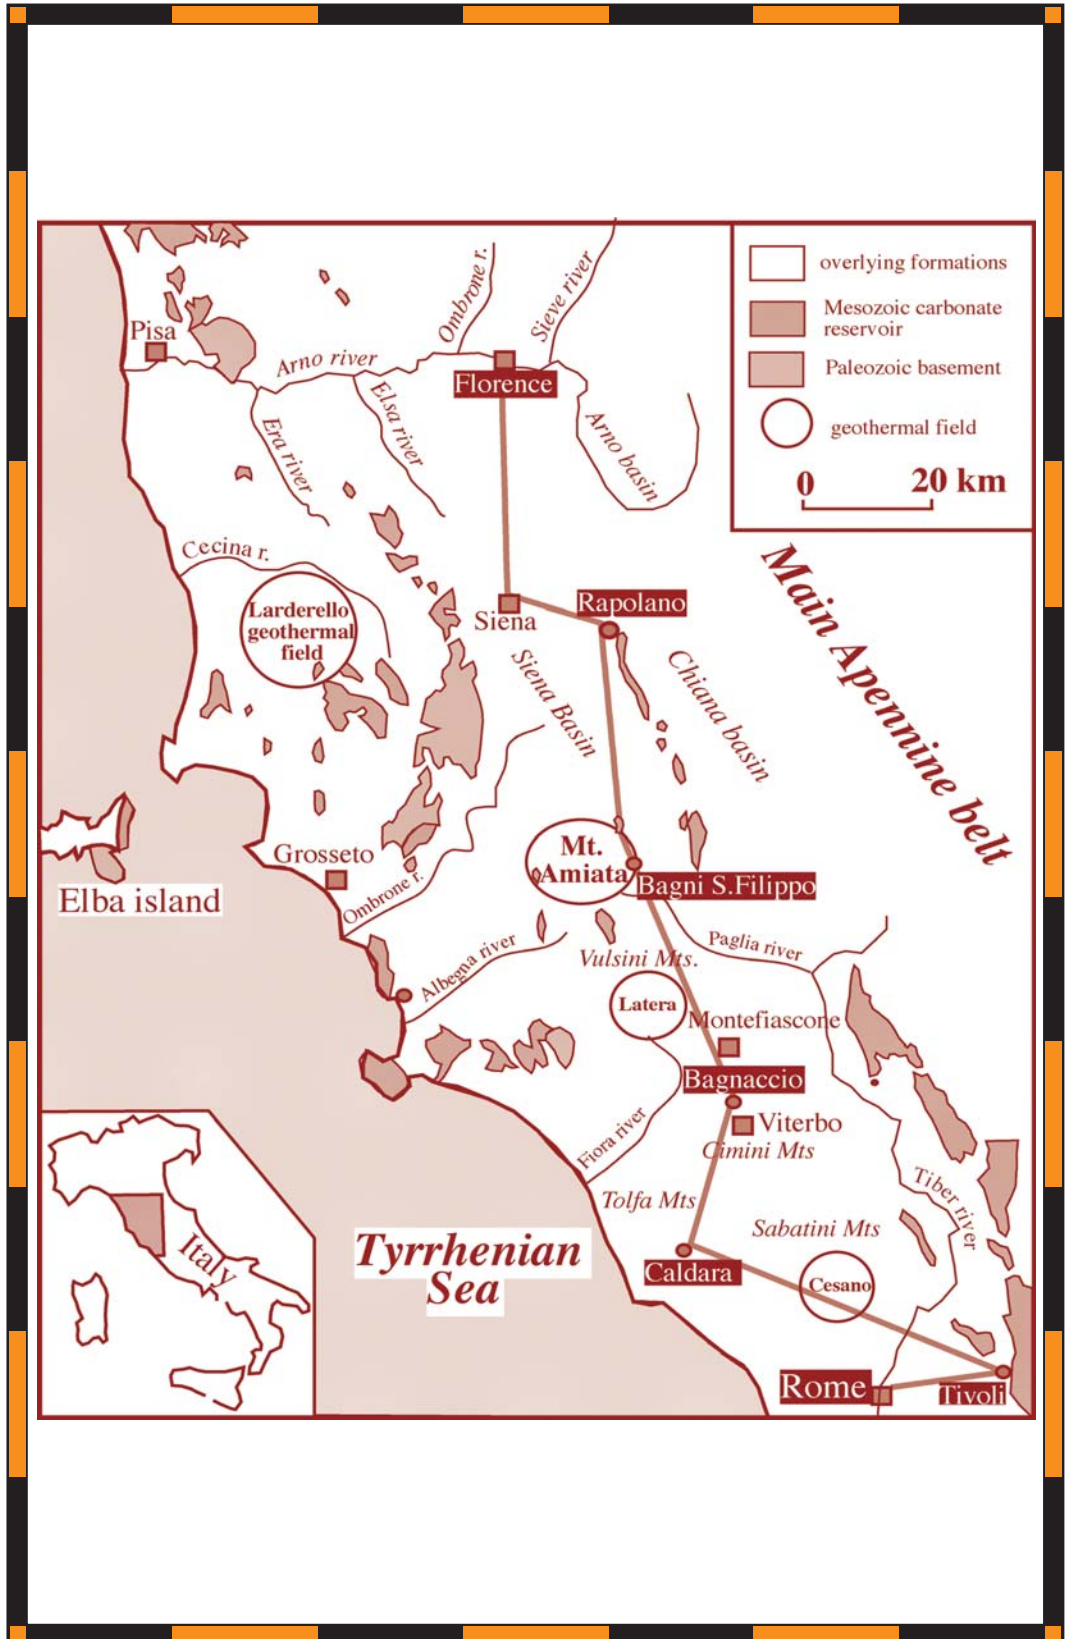 overlying formations
Mesozoic carbonate
reservoir
Paleozoic basement
geothermal field
0 20 km
Ombrone r.
Sieve river
Pisa
Arno river
Florence
Elsa river
Era river
Arno basin
Cecina r.
Larderello
geothermal
field
Siena
Rapolano
Siena Basin
Chiana basin
Main Apennine belt
Mt.
Amiata
Bagni S.Filippo
Grosseto
Elba island
Ombrone r.
Albegna river
Vulsini Mts.
Paglia river
Latera
Montefiascone
Bagnaccio
Viterbo
Cimini Mts
Fiora river
Tolfa Mts
Tiber river
Sabatini Mts
Italy
Tyrrhenian
Sea
Caldara
Cesano
Rome
Tivoli